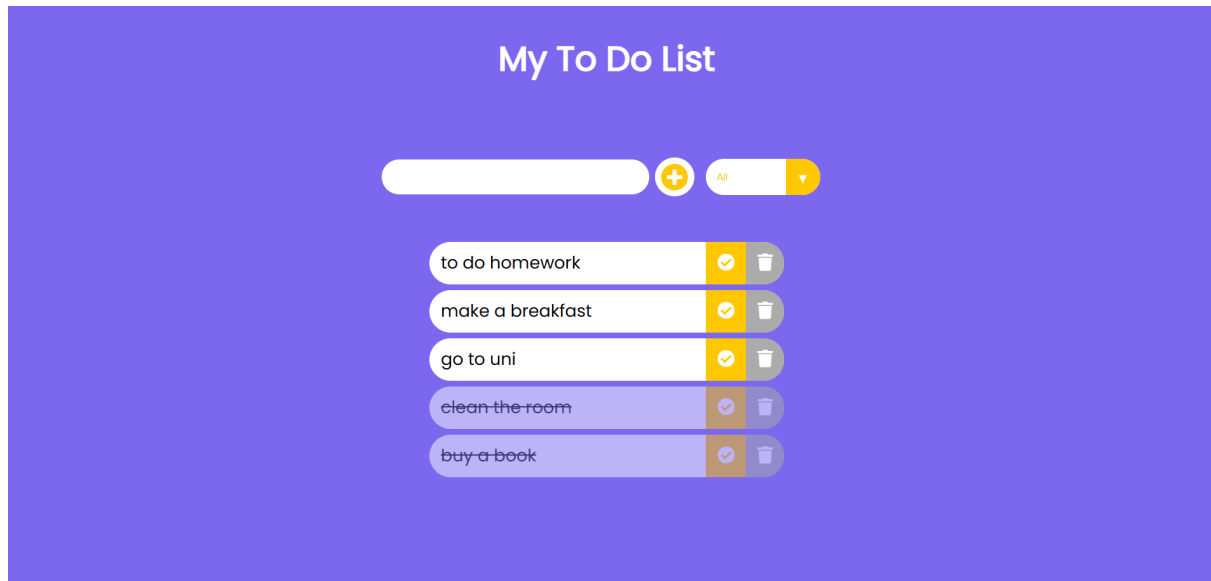 My To Do List
All
to do homework
make a breakfast
go to uni
clean the room
buy a book